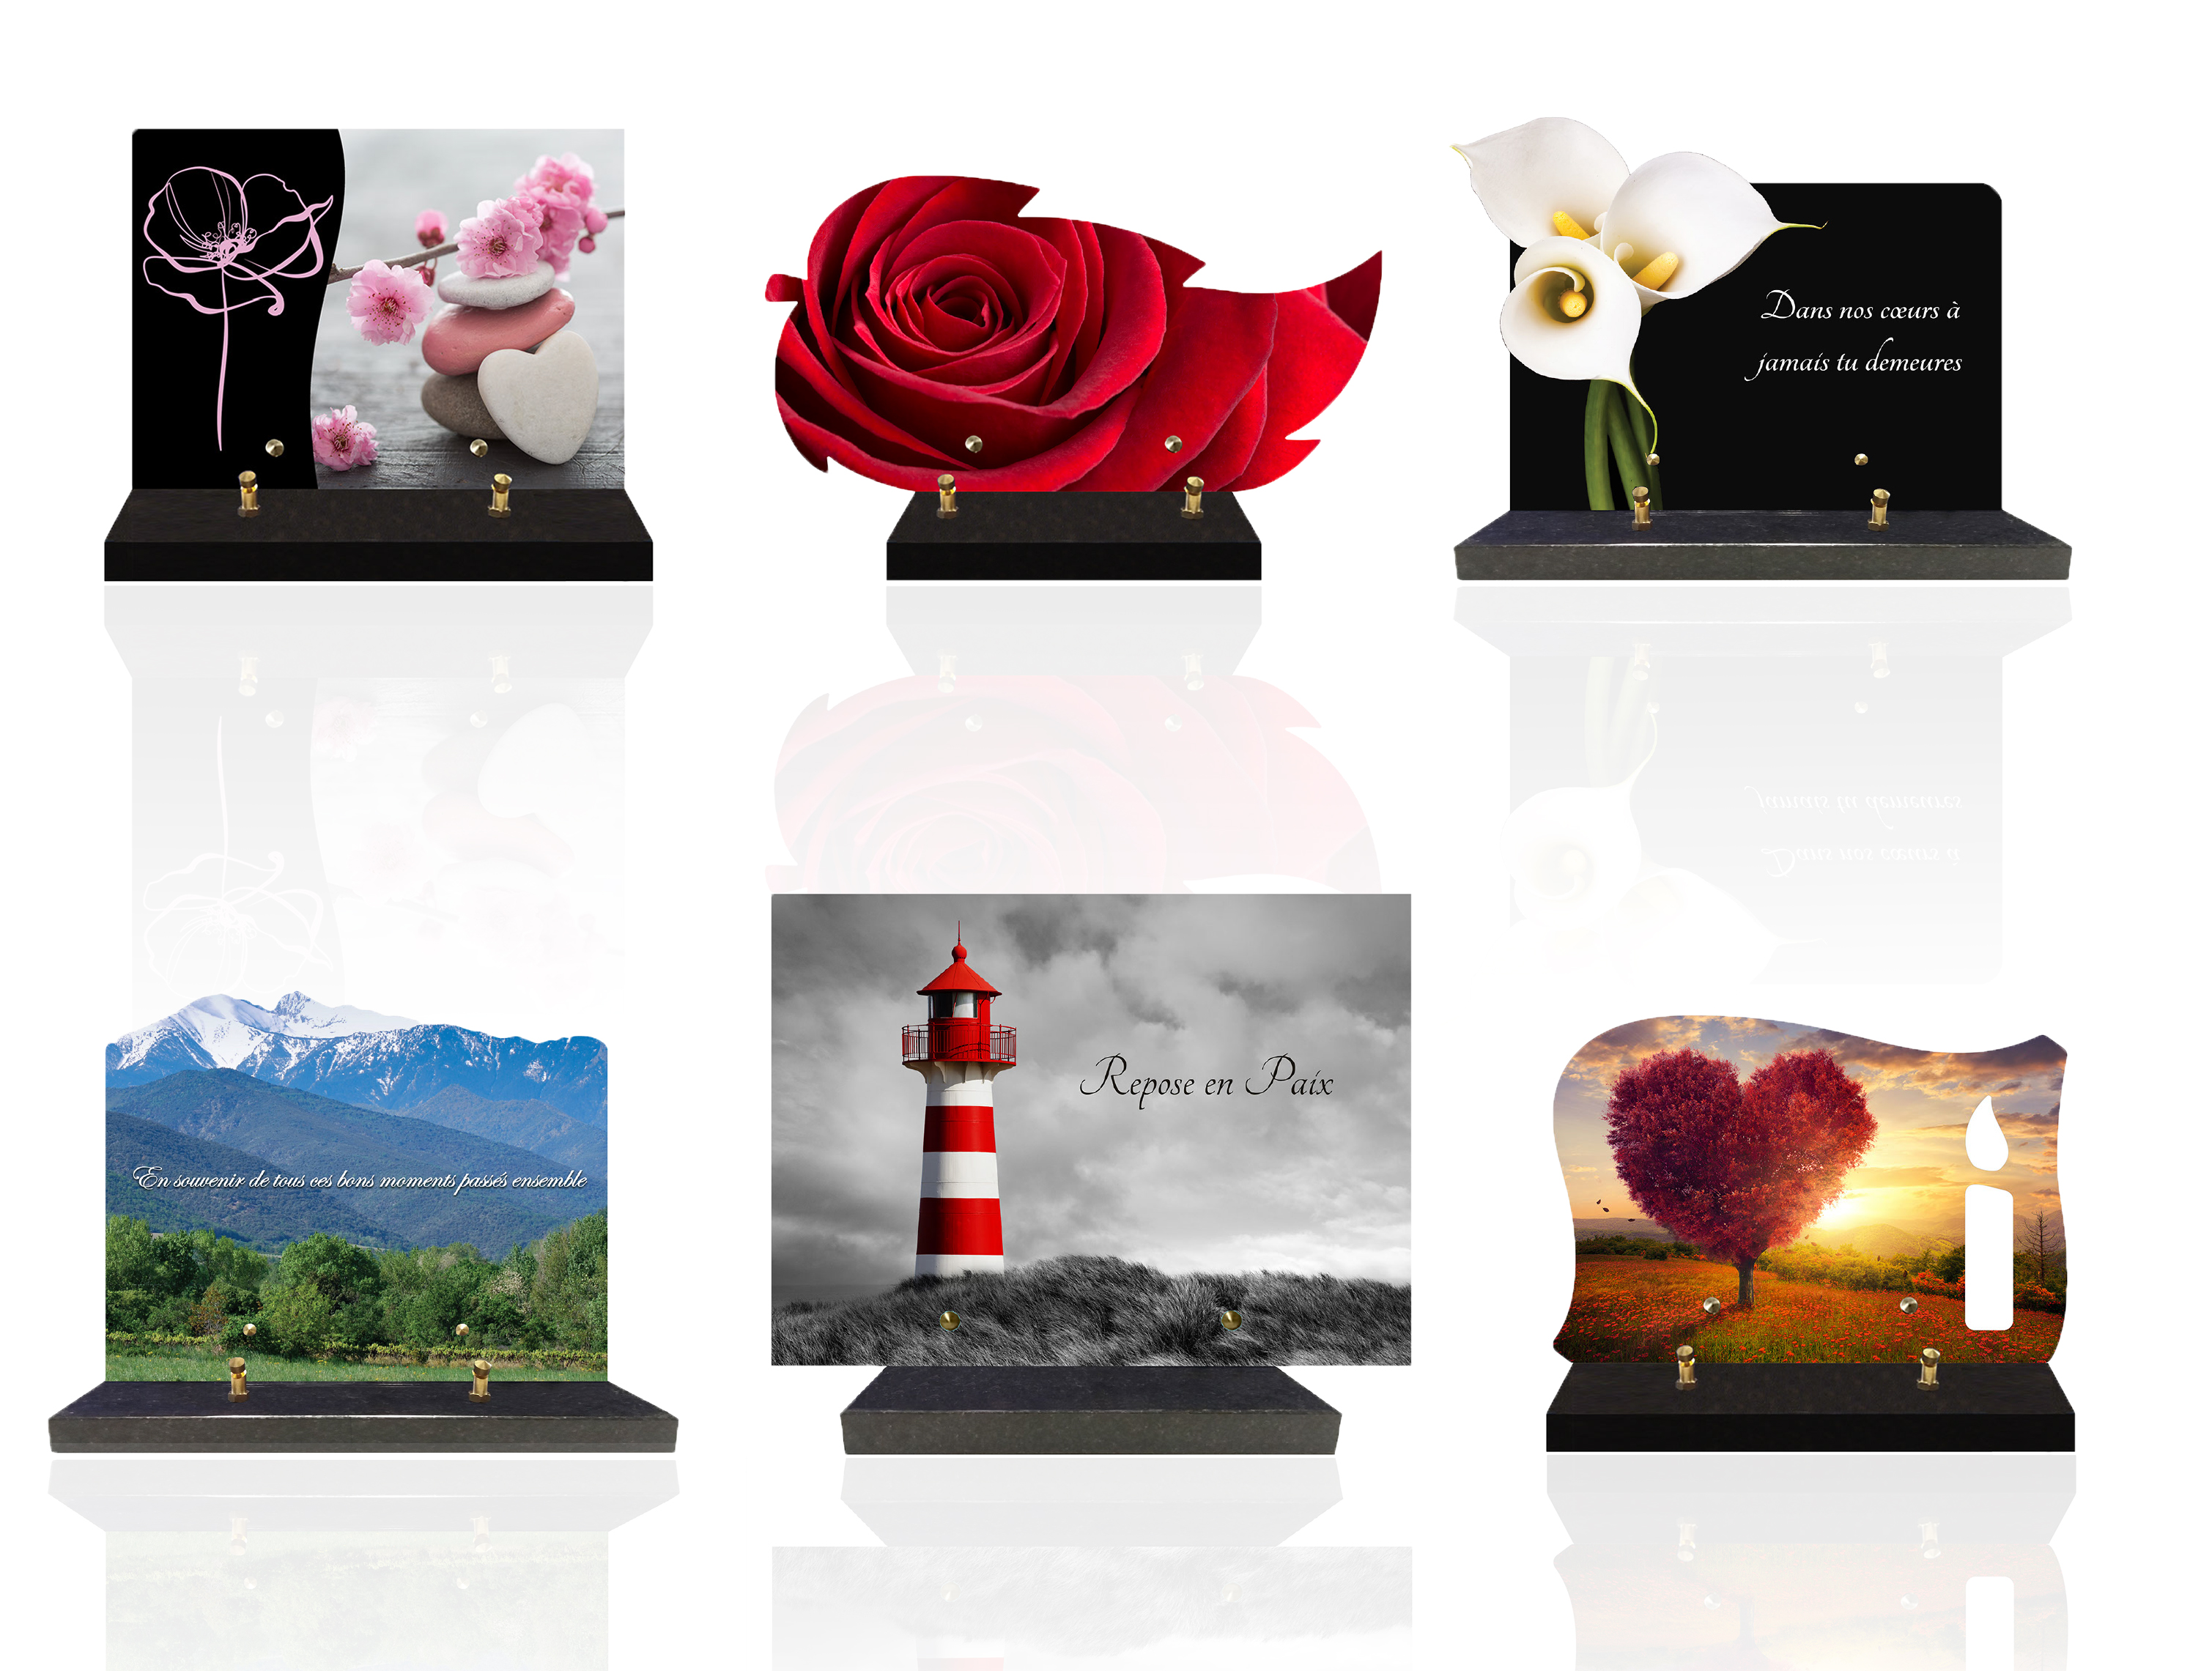 Dans nos cœurs à
jamais tu demeures
En souvenir de tous ces bons moments passés ensemble
Repose en Paix